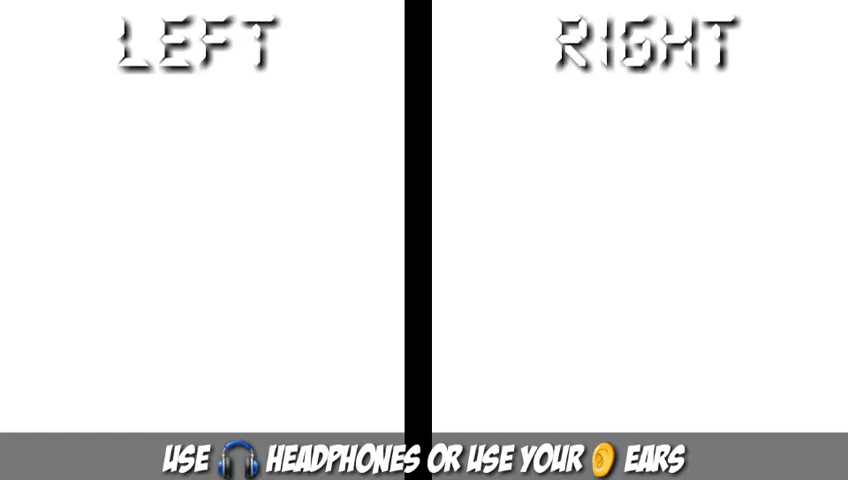 LEFT
RIGHT
USE 🎧 HEADPHONES OR USE YOUR 👂 EARS